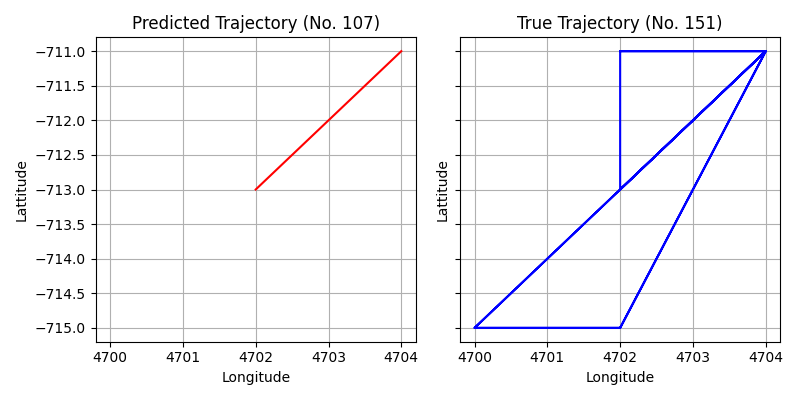 Predicted Trajectory (No. 107)
True Trajectory (No. 151)
−711.0
−711.5
−712.0
−712.5
−713.0
−713.5
−714.0
−714.5
−715.0
Lattitude
Lattitude
4700 4701 4702 4703 4704
4700 4701 4702 4703 4704
Longitude
Longitude